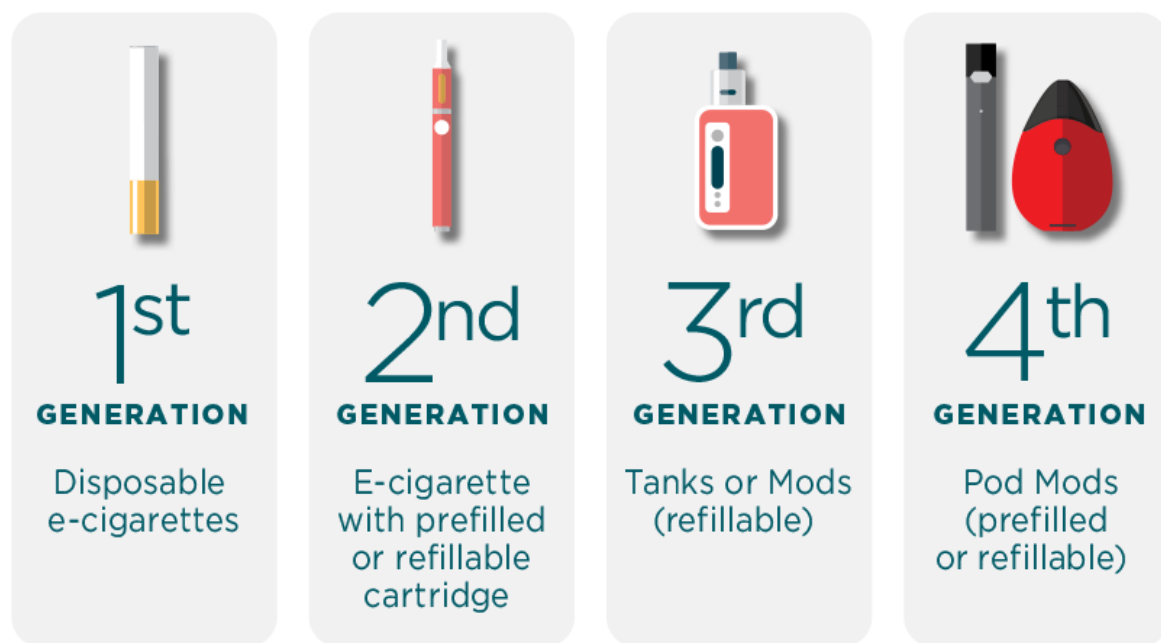 1st
GENERATION
Disposable
e-cigarettes
2nd
GENERATION
E-cigarette
with prefilled
or refillable
cartridge
3rd
GENERATION
Tanks or Mods
(refillable)
4th
GENERATION
Pod Mods
(prefilled
or refillable)